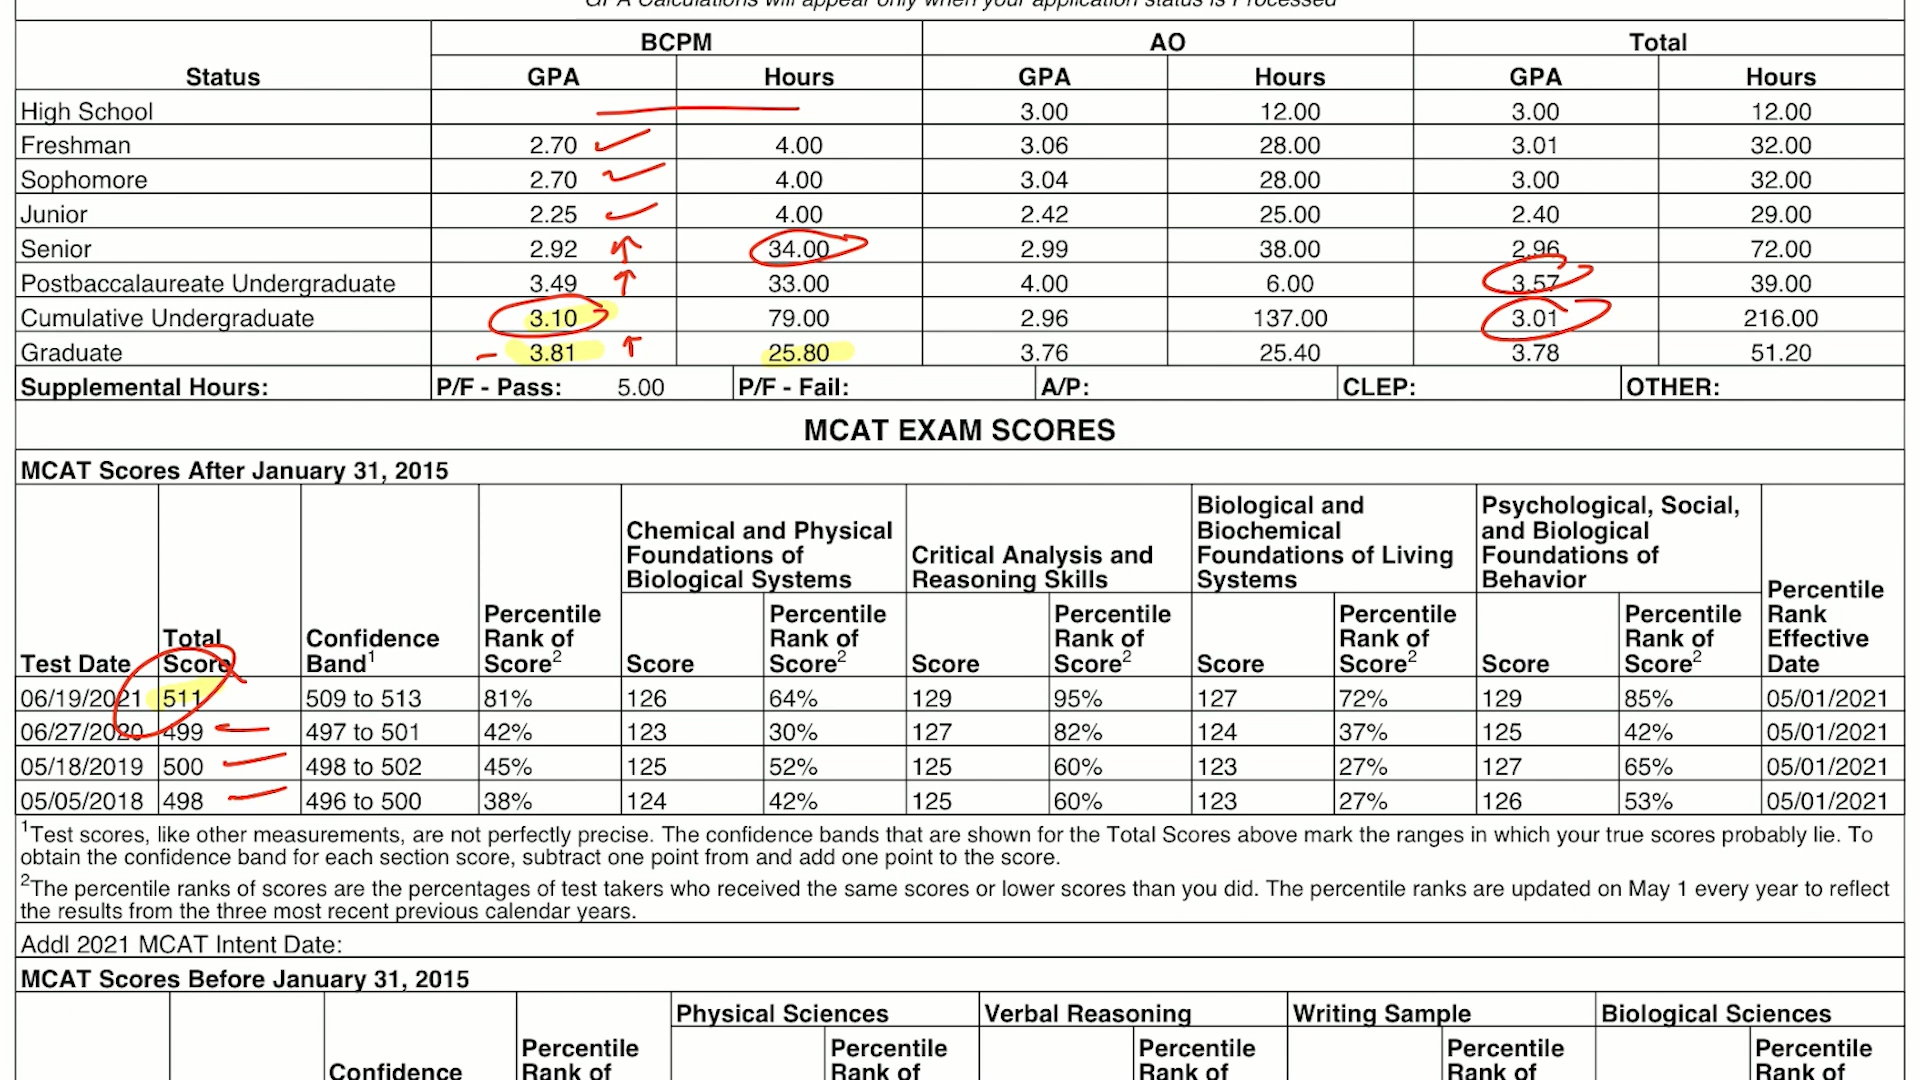 GPA Calculations will appear only when your application status is Processed
BCPM AO Total
Status GPA Hours GPA Hours GPA Hours
High School 3.00 12.00 3.00 12.00
Freshman 2.70 4.00 3.06 28.00 3.01 32.00
Sophomore 2.70 4.00 3.04 28.00 3.00 32.00
Junior 2.25 4.00 2.42 25.00 2.40 29.00
Senior 2.92 34.00 2.99 38.00 2.96 72.00
Postbaccalaureate Undergraduate 3.49 33.00 4.00 6.00 3.57 39.00
Cumulative Undergraduate 3.10 79.00 2.96 137.00 3.01 216.00
Graduate 3.81 25.80 3.76 25.40 3.78 51.20
Supplemental Hours: P/F - Pass: 5.00 P/F - Fail: A/P: CLEP: OTHER:
MCAT EXAM SCORES
MCAT Scores After January 31, 2015
Test Date
Total
Score
Confidence
Band1
Percentile
Rank of
Score2
Chemical and Physical
Foundations of
Biological Systems
Score
Percentile
Rank of
Score2
Critical Analysis and
Reasoning Skills
Score
Percentile
Rank of
Score2
Biological and
Biochemical
Foundations of Living
Systems
Score
Percentile
Rank of
Score2
Psychological, Social,
and Biological
Foundations of
Behavior
Score
Percentile
Rank of
Score2
Percentile
Rank
Effective
Date
06/19/2021 511 509 to 513 81% 126 64% 129 95% 127 72% 129 85% 05/01/2021
06/27/2020 499 497 to 501 42% 123 30% 127 82% 124 37% 125 42% 05/01/2021
05/18/2019 500 498 to 502 45% 125 52% 125 60% 123 27% 127 65% 05/01/2021
05/05/2018 498 496 to 500 38% 124 42% 125 60% 123 27% 126 53% 05/01/2021
1Test scores, like other measurements, are not perfectly precise. The confidence bands that are shown for the Total Scores above mark the ranges in which your true scores probably lie. To
obtain the confidence band for each section score, subtract one point from and add one point to the score.
2The percentile ranks of scores are the percentages of test takers who received the same scores or lower scores than you did. The percentile ranks are updated on May 1 every year to reflect
the results from the three most recent previous calendar years.
Addl 2021 MCAT Intent Date:
MCAT Scores Before January 31, 2015
Physical Sciences Verbal Reasoning Writing Sample Biological Sciences
Percentile Percentile Percentile Percentile Percentile
Confidence Rank of Rank of Rank of Rank of Rank of